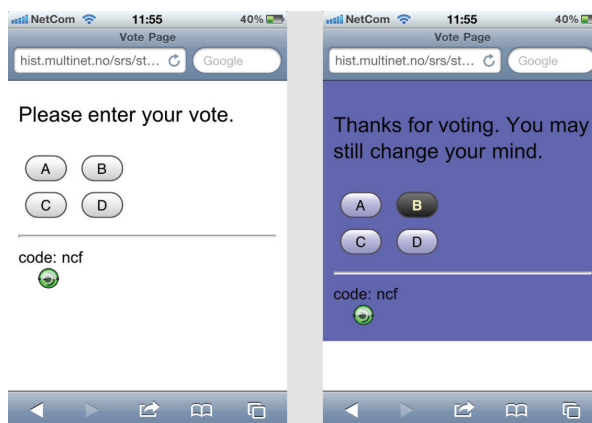 NetCom 11:55 40%
Vote Page
hist.multinet.no/srs/st... Google
Please enter your vote.
A B
C D
code: ncf
NetCom 11:55 40%
Vote Page
hist.multinet.no/srs/st... Google
Thanks for voting. You may
still change your mind.
A B
C D
code: ncf